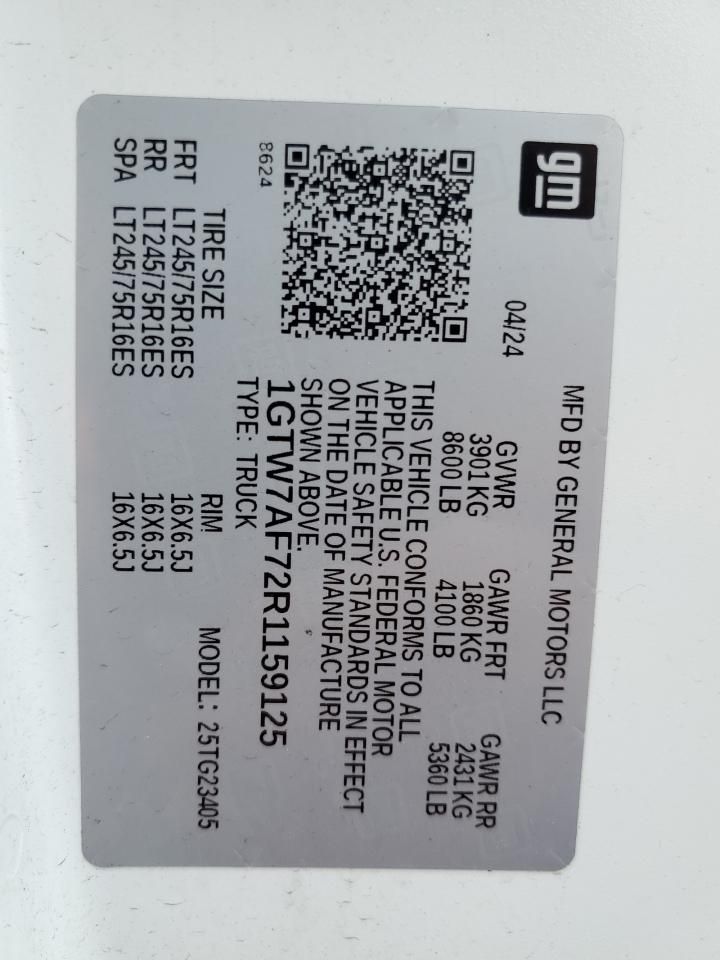 gm
MFD BY GENERAL MOTORS LLC
04/24
GVWR GAWR FRT GAWR RR
3901 KG 1860 KG 2431 KG
8600 LB 4100 LB 5360 LB
THIS VEHICLE CONFORMS TO ALL
APPLICABLE U.S. FEDERAL MOTOR
VEHICLE SAFETY STANDARDS IN EFFECT
ON THE DATE OF MANUFACTURE
SHOWN ABOVE.
8624
1GTW7AF72R1159125
TYPE: TRUCK
TIRE SIZE RIM MODEL: 25TG23405
FRT LT245/75R16ES 16X6.5J
RR LT245/75R16ES 16X6.5J
SPA LT245/75R16ES 16X6.5J